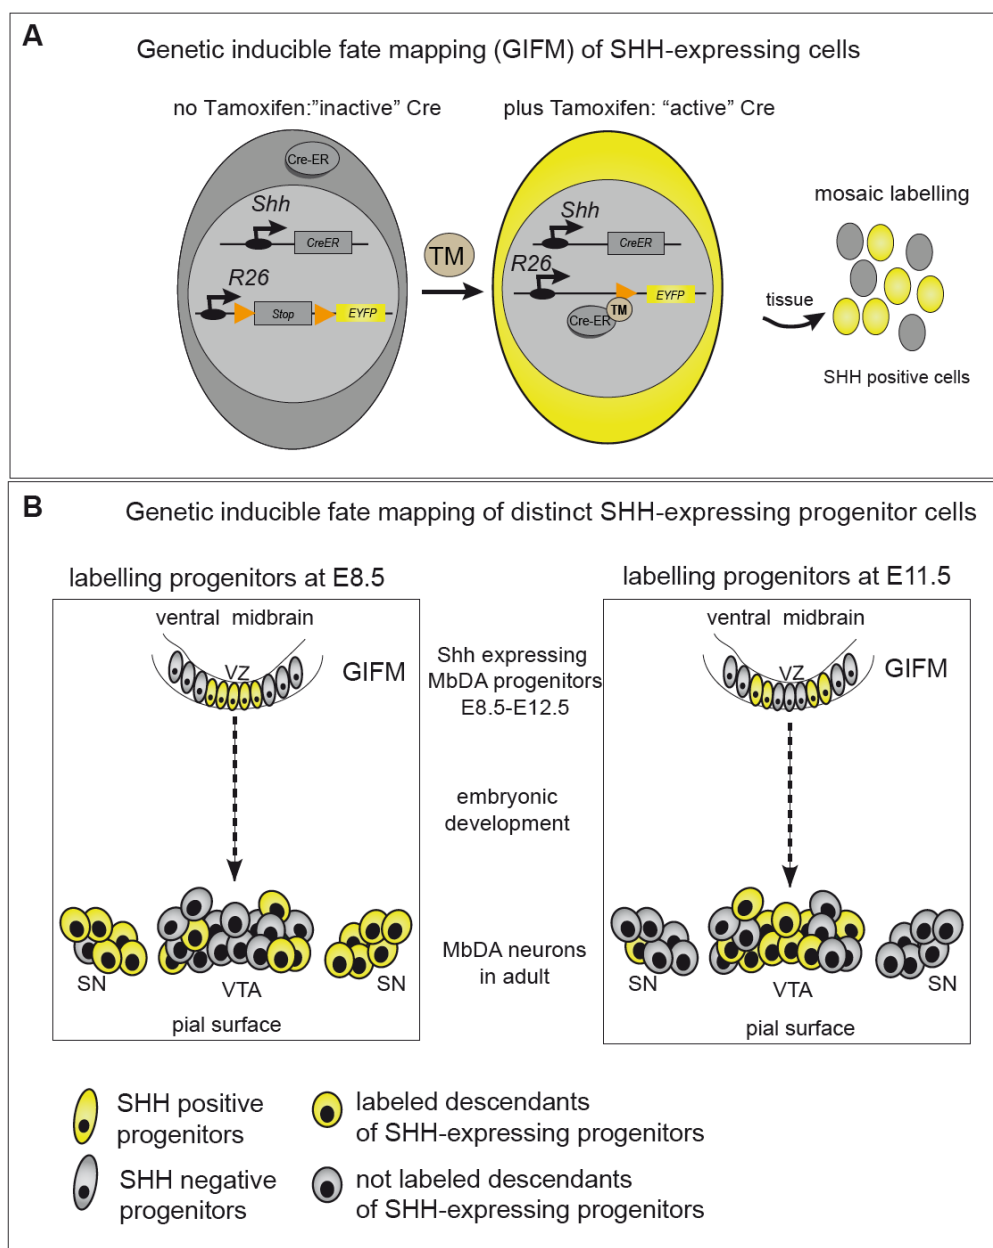 A
Genetic inducible fate mapping (GIFM) of SHH-expressing cells
no Tamoxifen:"inactive" Cre
plus Tamoxifen: "active" Cre
Cre-ER
Shh
CreER
R26
Stop
EYFP
TM
Shh
CreER
R26
EYFP
Cre-ER
TM
mosaic labelling
tissue
SHH positive cells
B
Genetic inducible fate mapping of distinct SHH-expressing progenitor cells
labelling progenitors at E8.5
ventral midbrain
VZ
GIFM
SN
VTA
SN
pial surface
Shh expressing
MbDA progenitors
E8.5-E12.5
embryonic
development
MbDA neurons
in adult
labelling progenitors at E11.5
ventral midbrain
VZ
GIFM
SN
VTA
SN
pial surface
SHH positive
progenitors
labeled descendants
of SHH-expressing progenitors
SHH negative
progenitors
not labeled descendants
of SHH-expressing progenitors